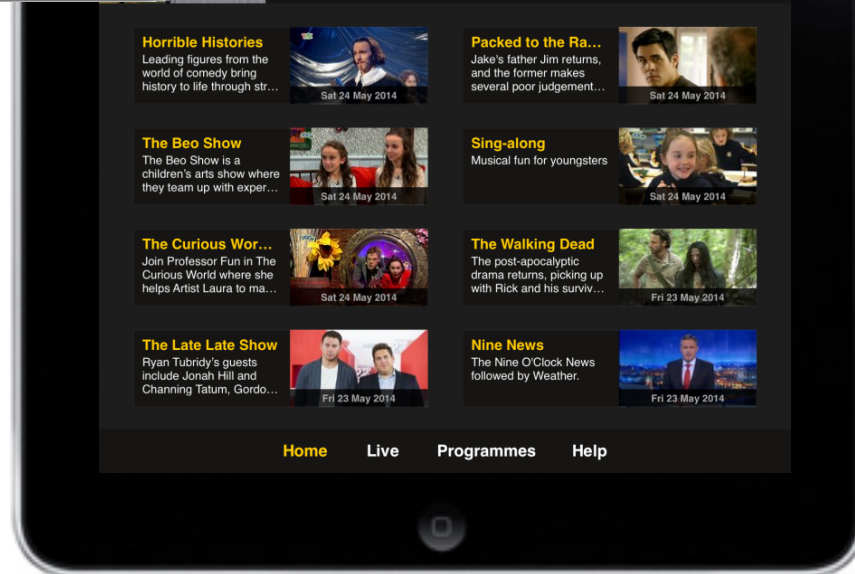 Horrible Histories
Leading figures from the
world of comedy bring
history to life through str...
Sat 24 May 2014
Packed to the Ra...
Jake's father Jim returns,
and the former makes
several poor judgement...
Sat 24 May 2014
The Beo Show
The Beo Show is a
children's arts show where
they team up with exper...
Sat 24 May 2014
Sing-along
Musical fun for youngsters
Sat 24 May 2014
The Curious Wor...
Join Professor Fun in The
Curious World where she
helps Artist Laura to ma...
Sat 24 May 2014
The Walking Dead
The post-apocalyptic
drama returns, picking up
with Rick and his surviv...
Fri 23 May 2014
The Late Late Show
Ryan Tubridy's guests
include Jonah Hill and
Channing Tatum, Gordo...
Fri 23 May 2014
Nine News
The Nine O'Clock News
followed by Weather.
Fri 23 May 2014
Home Live Programmes Help